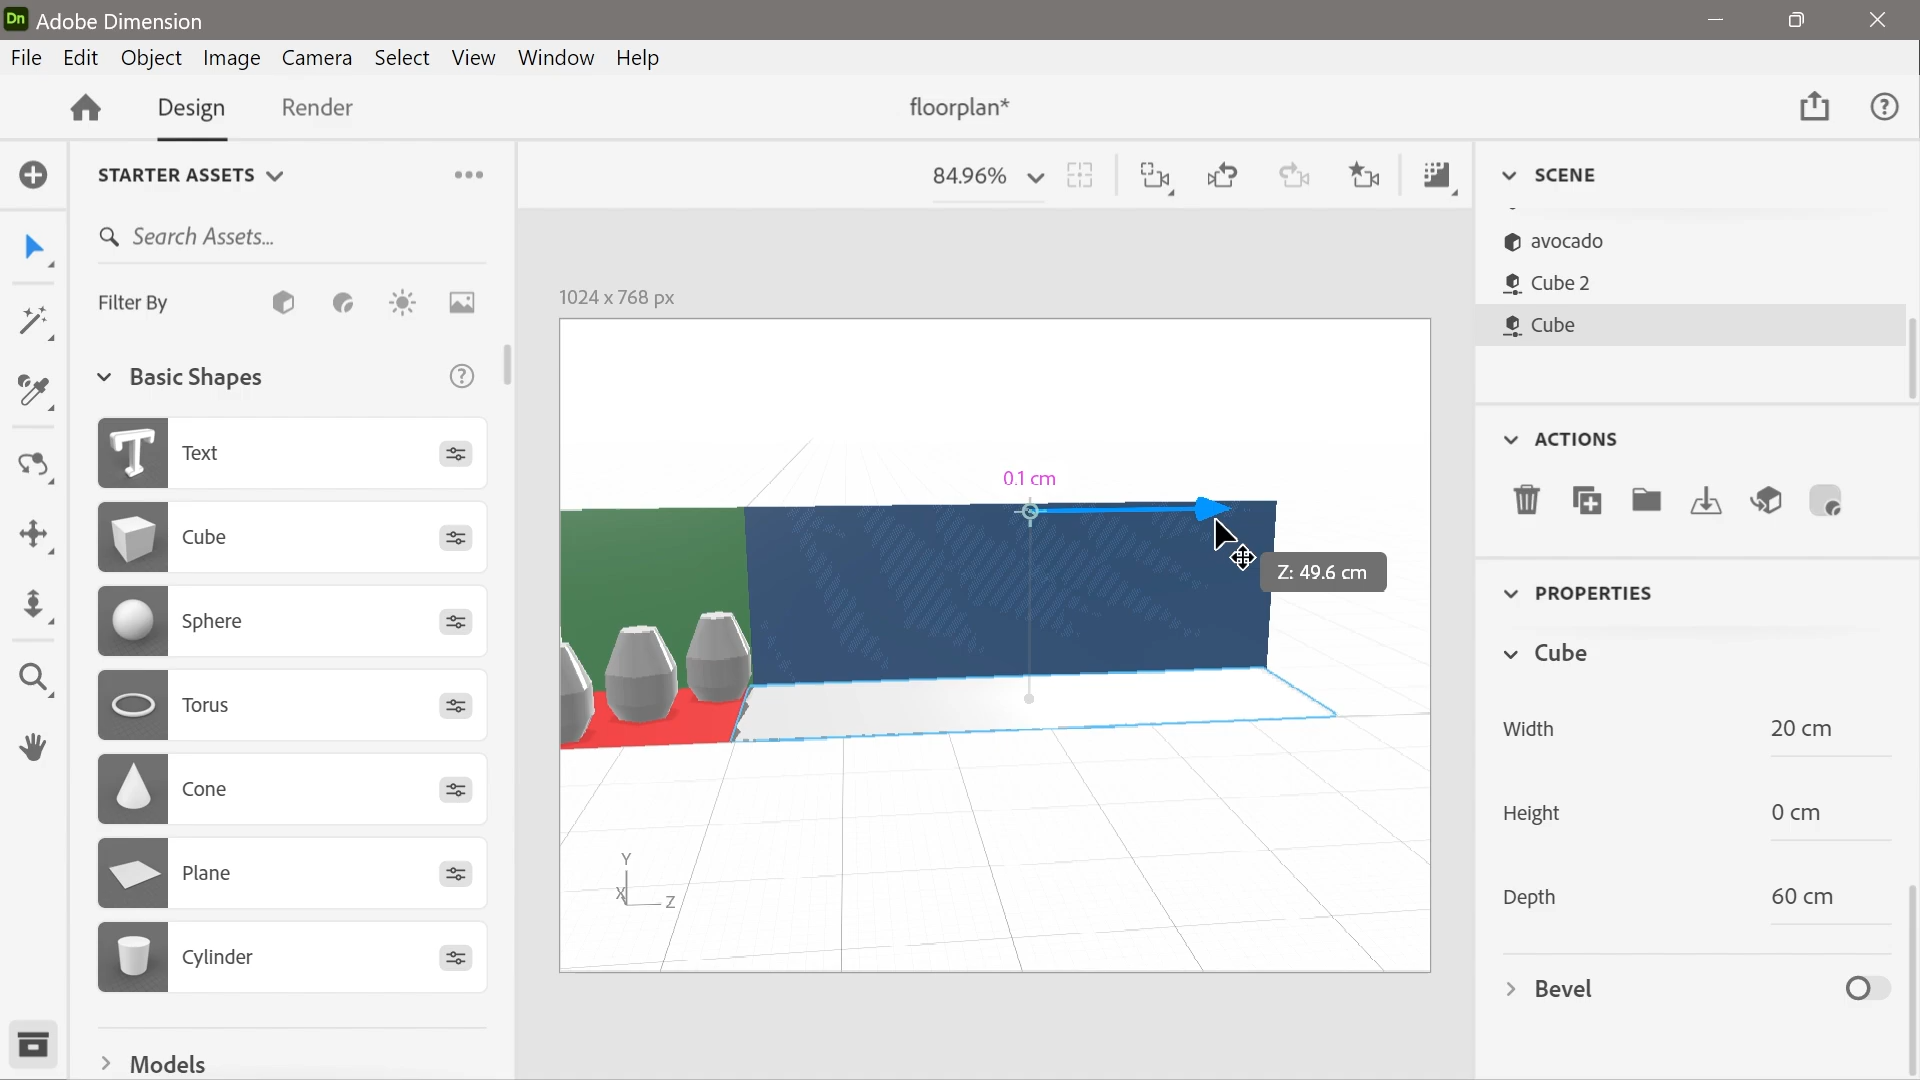 Dn Adobe Dimension
File Edit Object Image Camera Select View Window Help
Design Render floorplan*
STARTER ASSETS
Search Assets...
Filter By
Basic Shapes
Text
Cube
Sphere
Torus
Cone
Plane
Cylinder
Models
84.96%
1024 x 768 px
0.1 cm
Z: 49.6 cm
Y
X
Z
SCENE
avocado
Cube 2
Cube
ACTIONS
PROPERTIES
Cube
Width 20 cm
Height 0 cm
Depth 60 cm
Bevel